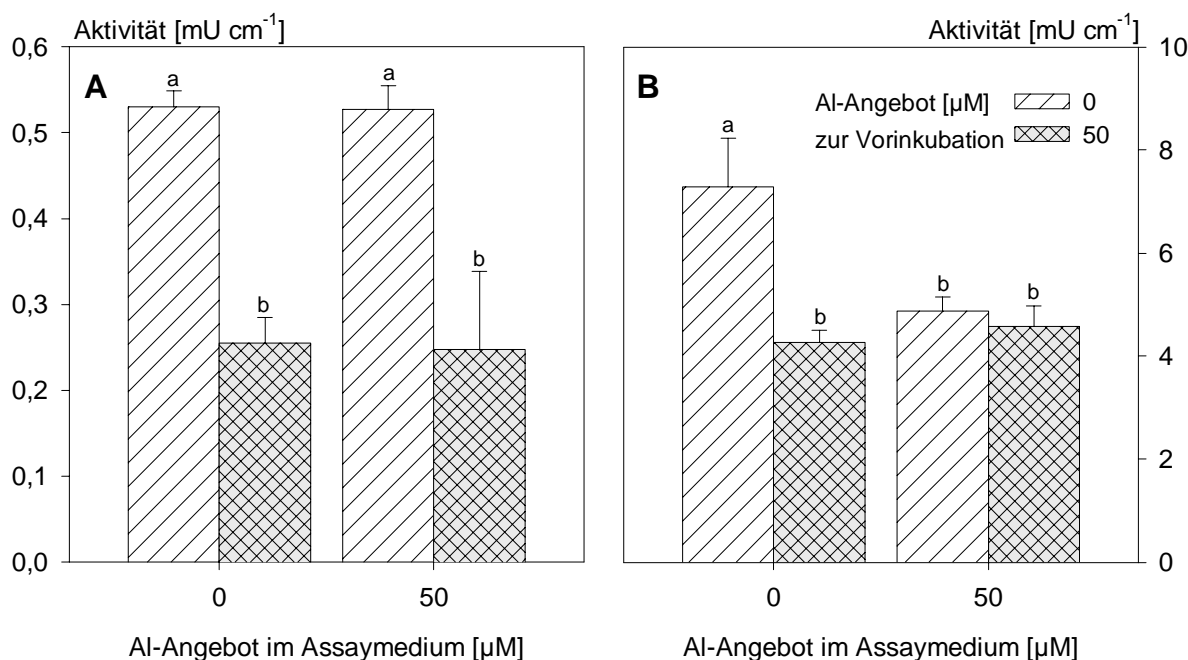 Aktivität [mU cm-1]
0,6
0,5
0,4
0,3
0,2
0,1
0,0
A
a
b
a
b
0
50
Al-Angebot im Assaymedium [µM]
Aktivität [mU cm-1]
B
Al-Angebot [µM] 0
zur Vorinkubation 50
a
b
b
b
10
8
6
4
2
0
0
50
Al-Angebot im Assaymedium [µM]